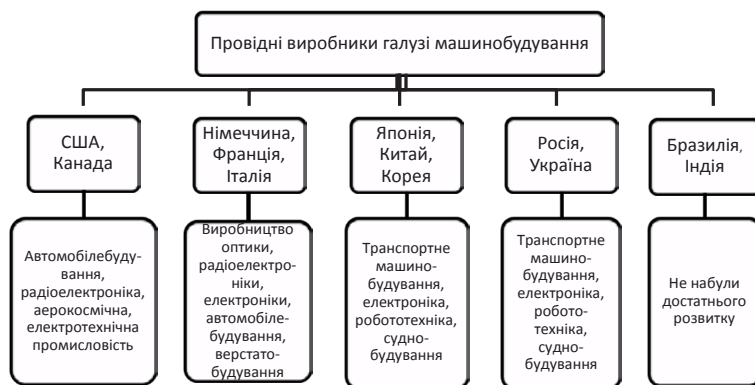 Провідні виробники галузі машинобудування
США,
Канада
Німеччина,
Франція,
Італія
Японія,
Китай,
Корея
Росія,
Україна
Бразилія,
Індія
Автомобілебуду-
вання,
радіоелектроніка,
аерокосмічна,
електротехнічна
промисловість
Виробництво
оптики,
радіоелектро-
ніки,
електроніки,
автомобіле-
будування,
верстато-
будування
Транспортне
машино-
будування,
електроніка,
робототехніка,
судно-
будування
Транспортне
машино-
будування,
електроніка,
робото-
техніка,
судно-
будування
Не набули
достатнього
розвитку